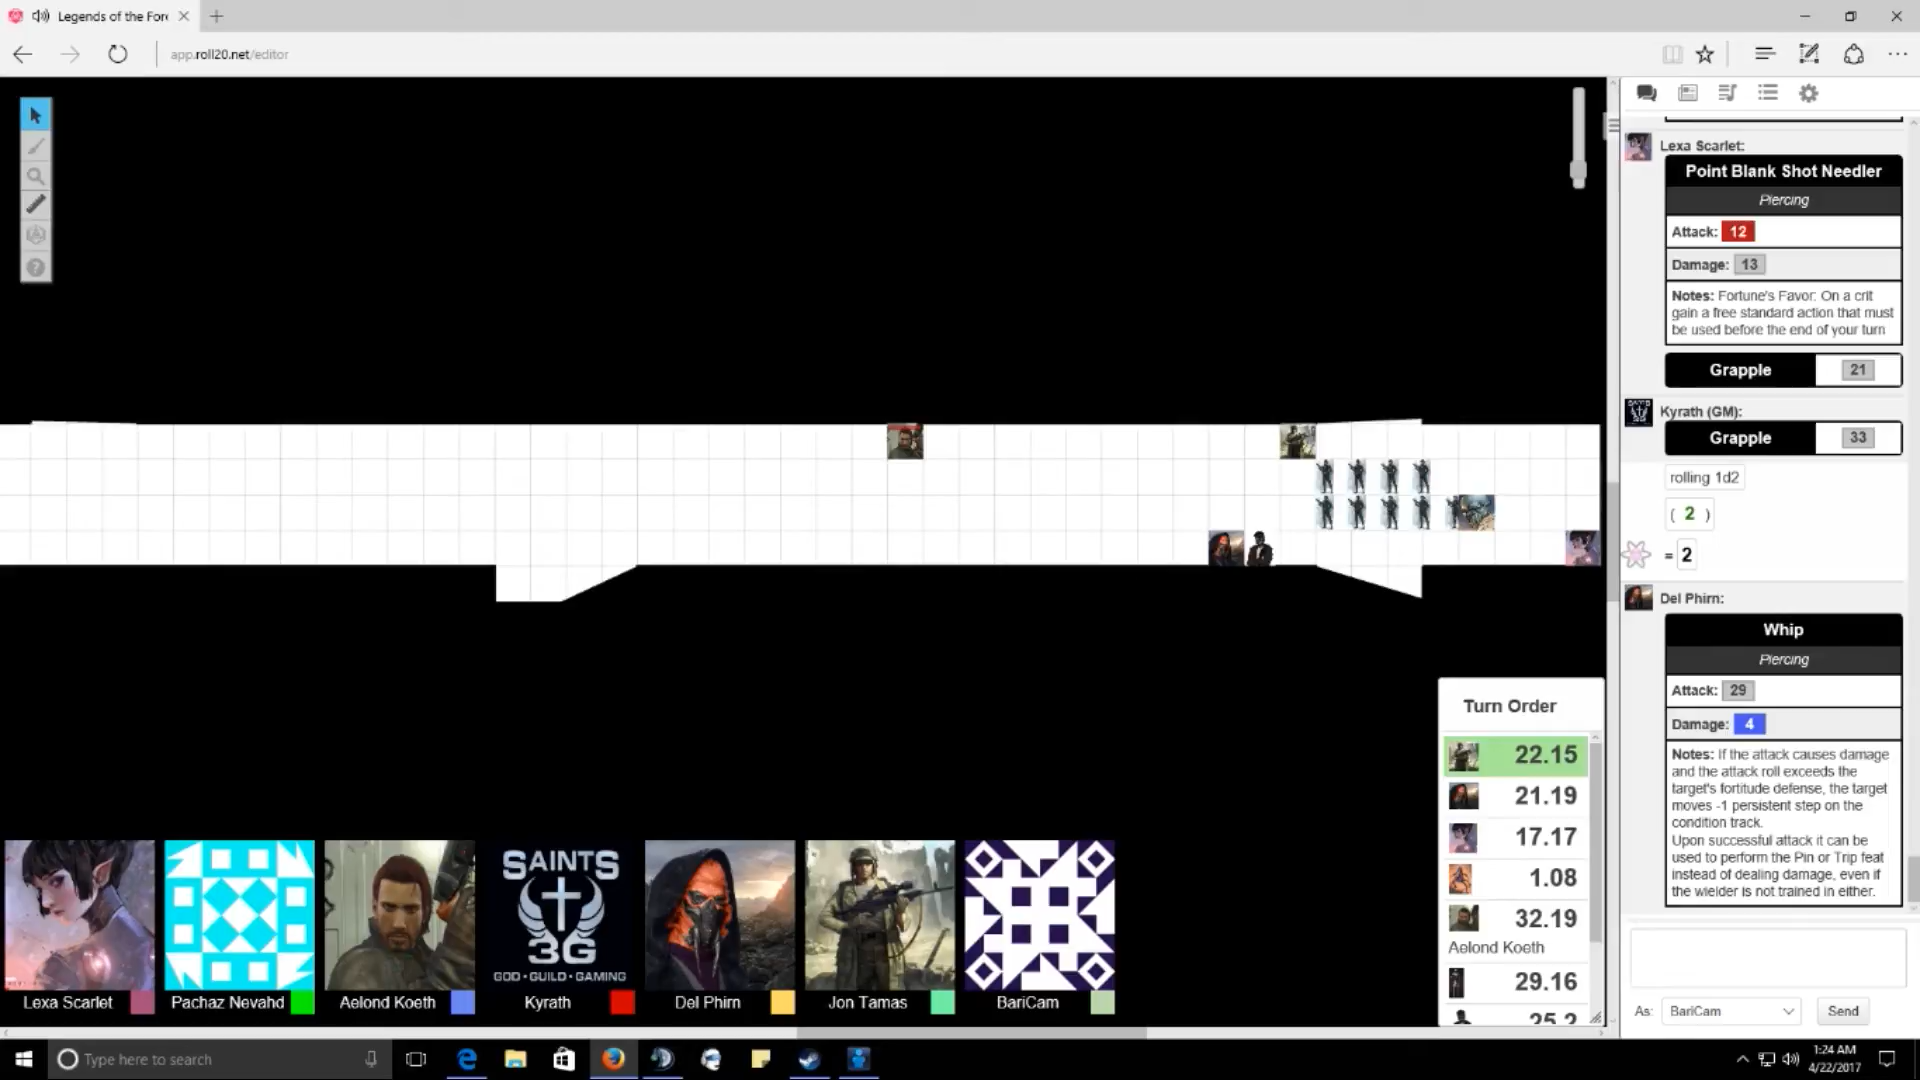 Legends of the For
app.roll20.net/editor
Lexa Scarlet:
Point Blank Shot Needler
Piercing
Attack: 12
Damage: 13
Notes: Fortune's Favor: On a crit
gain a free standard action that must
be used before the end of your turn
Grapple 21
Kyrath (GM):
Grapple 33
rolling 1d2
( 2 )
= 2
Del Phirn:
Whip
Piercing
Attack: 29
Damage: 4
Notes: If the attack causes damage
and the attack roll exceeds the
target's fortitude defense, the target
moves -1 persistent step on the
condition track.
Upon successful attack it can be
used to perform the Pin or Trip feat
instead of dealing damage, even if
the wielder is not trained in either.
As: BariCam Send
Turn Order
22.15
21.19
17.17
1.08
32.19
Aelond Koeth
29.16
25.2
SAINTS
3G
GOD • GUILD • GAMING
Lexa Scarlet
Pachaz Nevahd
Aelond Koeth
Kyrath
Del Phirn
Jon Tamas
BariCam
Type here to search
1:24 AM
4/22/2017